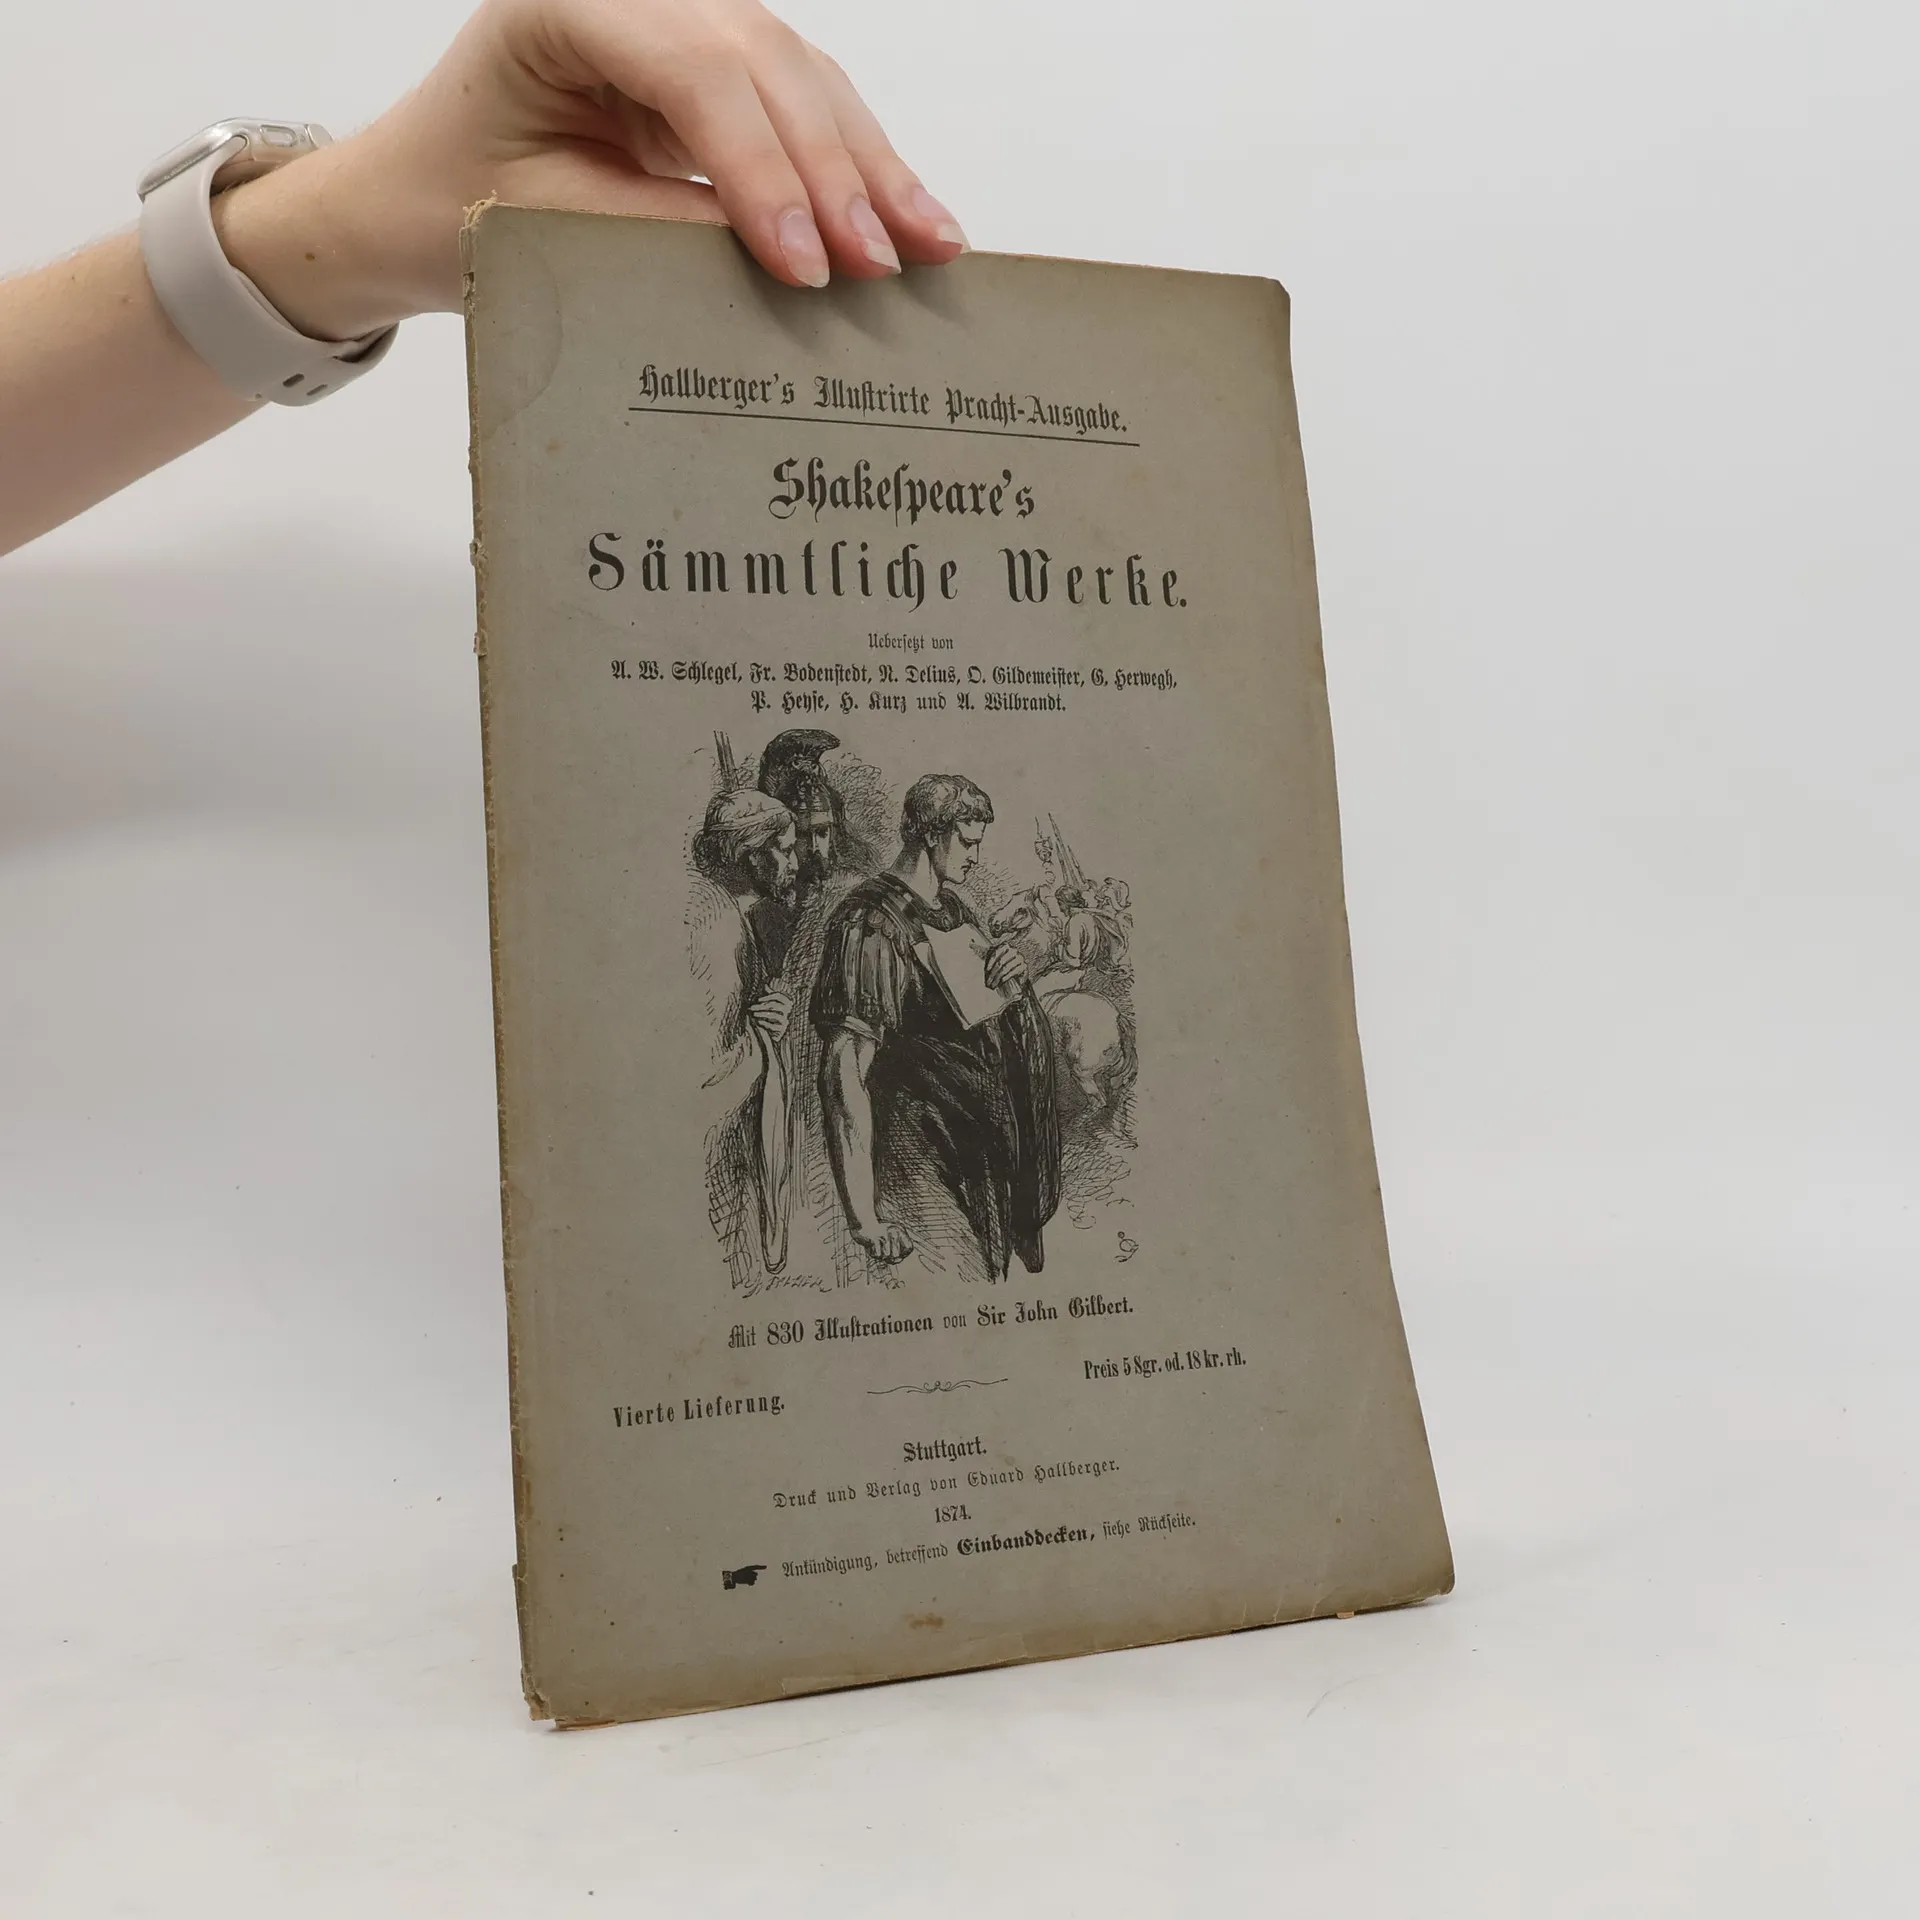 Hallberger's Illustrirte Pracht-Ausgabe.
Shakespeare's
Sämmtliche Werke.
Uebersetzt von
A. W. Schlegel, Fr. Bodenstedt, N. Delius, O. Gildemeister, G. Herwegh,
P. Heyse, H. Kurz und A. Wilbrandt.
Mit 830 Illustrationen von Sir John Gilbert.
Preis 5 Sgr. od. 18 kr. rh.
Vierte Lieferung.
Stuttgart.
Druck und Verlag von Eduard Hallberger.
1874.
Ankündigung, betreffend Einbanddecken, siehe Rückseite.